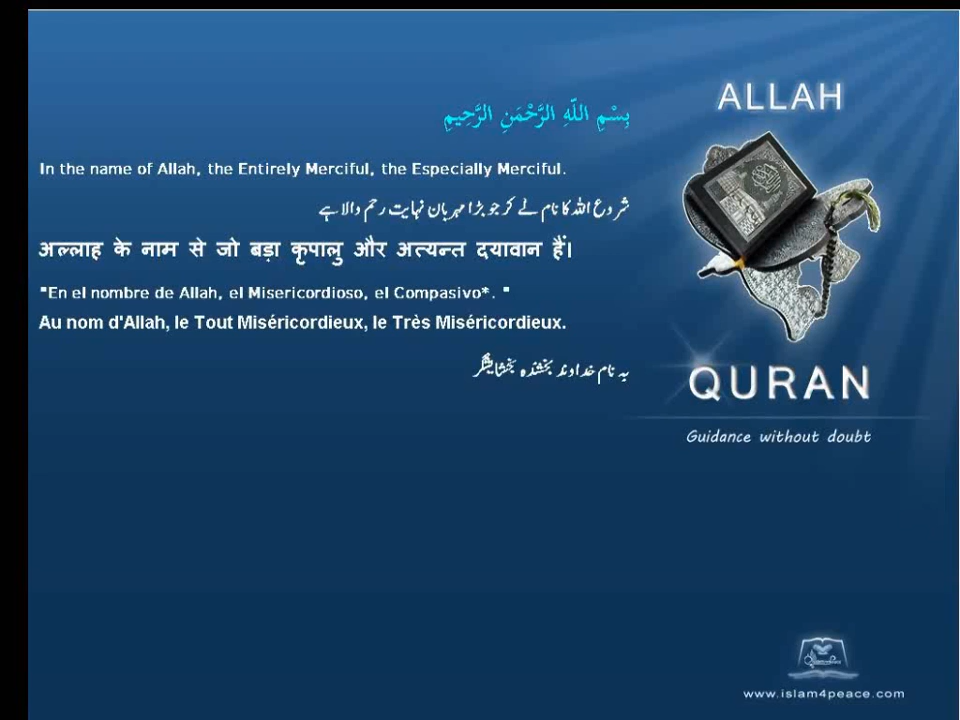 بِسْمِ اللَّهِ الرَّحْمَنِ الرَّحِيمِ
In the name of Allah, the Entirely Merciful, the Especially Merciful.
شروع الله کا نام لے کر جو بڑا مہربان نہایت رحم والا ہے
अल्लाह के नाम से जो बड़ा कृपालु और अत्यन्त दयावान हैं।
"En el nombre de Allah, el Misericordioso, el Compasivo*. "
Au nom d'Allah, le Tout Miséricordieux, le Très Miséricordieux.
به نام خداوند بخشنده بخشایشگر
ALLAH
QURAN
Guidance without doubt
www.islam4peace.com